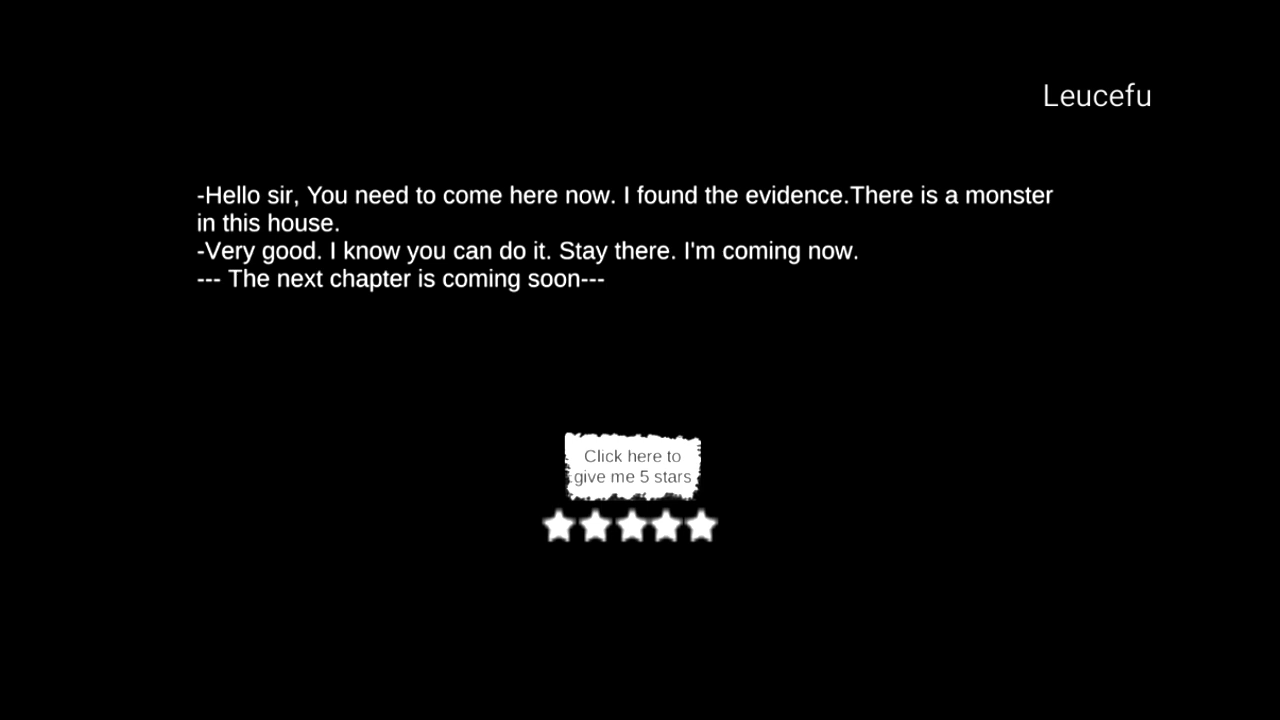 Leucefu
-Hello sir, You need to come here now. I found the evidence.There is a monster
in this house.
-Very good. I know you can do it. Stay there. I'm coming now.
--- The next chapter is coming soon---
Click here to
give me 5 stars